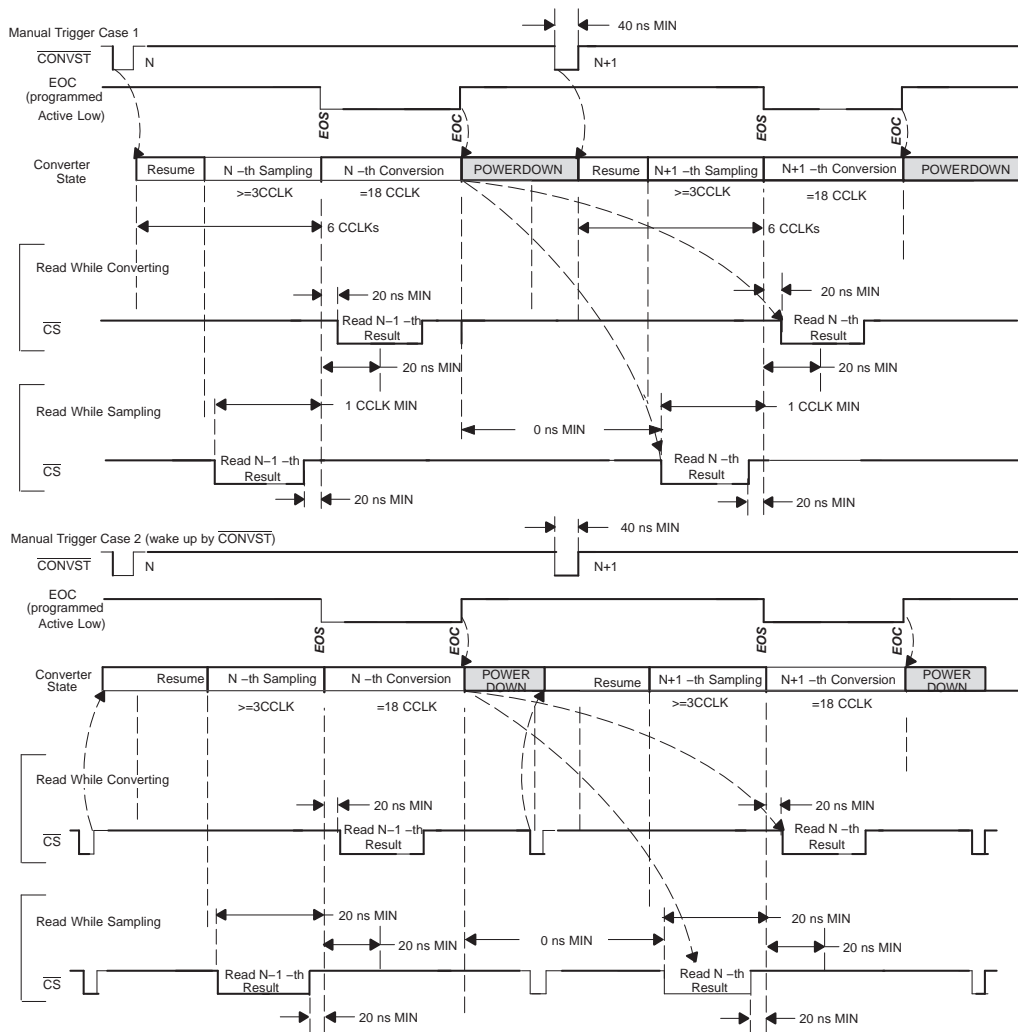 40 ns MIN
Manual Trigger Case 1
CONVST
N
N+1
EOC
(programmed
Active Low)
EOS
EOC
EOS
EOC
Converter
State
Resume
N −th Sampling
N −th Conversion
POWERDOWN
Resume
N+1 −th Sampling
N+1 −th Conversion
POWERDOWN
>=3CCLK
=18 CCLK
>=3CCLK
=18 CCLK
6 CCLKs
6 CCLKs
Read While Converting
20 ns MIN
20 ns MIN
CS
Read N−1 −th
Result
Read N −th
Result
20 ns MIN
20 ns MIN
Read While Sampling
1 CCLK MIN
1 CCLK MIN
0 ns MIN
CS
Read N−1 −th
Result
Read N −th
Result
20 ns MIN
20 ns MIN
40 ns MIN
Manual Trigger Case 2 (wake up by CONVST)
CONVST
N
N+1
EOC
(programmed
Active Low)
EOS
EOC
EOS
EOC
Converter
State
Resume
N −th Sampling
N −th Conversion
POWER
DOWN
Resume
N+1 −th Sampling
N+1 −th Conversion
POWER
DOWN
>=3CCLK
=18 CCLK
>=3CCLK
=18 CCLK
Read While Converting
20 ns MIN
20 ns MIN
CS
Read N−1 −th
Result
Read N −th
Result
Read While Sampling
20 ns MIN
20 ns MIN
20 ns MIN
0 ns MIN
20 ns MIN
CS
Read N−1 −th
Result
Read N −th
Result
20 ns MIN
20 ns MIN